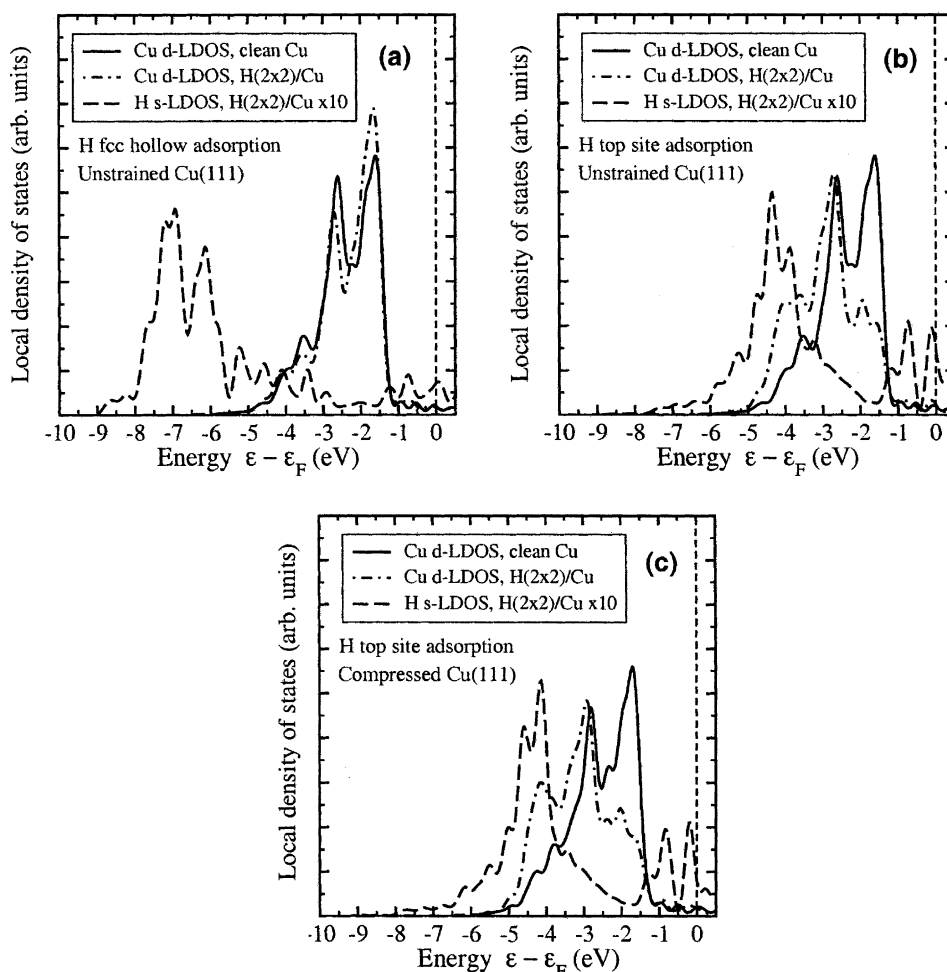 Cu d-LDOS, clean Cu
Cu d-LDOS, H(2x2)/Cu
H s-LDOS, H(2x2)/Cu x10
(a)
H fcc hollow adsorption
Unstrained Cu(111)
Local density of states (arb. units)
-10 -9 -8 -7 -6 -5 -4 -3 -2 -1 0
Energy ε − ε_F (eV)
Cu d-LDOS, clean Cu
Cu d-LDOS, H(2x2)/Cu
H s-LDOS, H(2x2)/Cu x10
(b)
H top site adsorption
Unstrained Cu(111)
Local density of states (arb. units)
-10 -9 -8 -7 -6 -5 -4 -3 -2 -1 0
Energy ε − ε_F (eV)
Cu d-LDOS, clean Cu
Cu d-LDOS, H(2x2)/Cu
H s-LDOS, H(2x2)/Cu x10
(c)
H top site adsorption
Compressed Cu(111)
Local density of states (arb. units)
-10 -9 -8 -7 -6 -5 -4 -3 -2 -1 0
Energy ε − ε_F (eV)